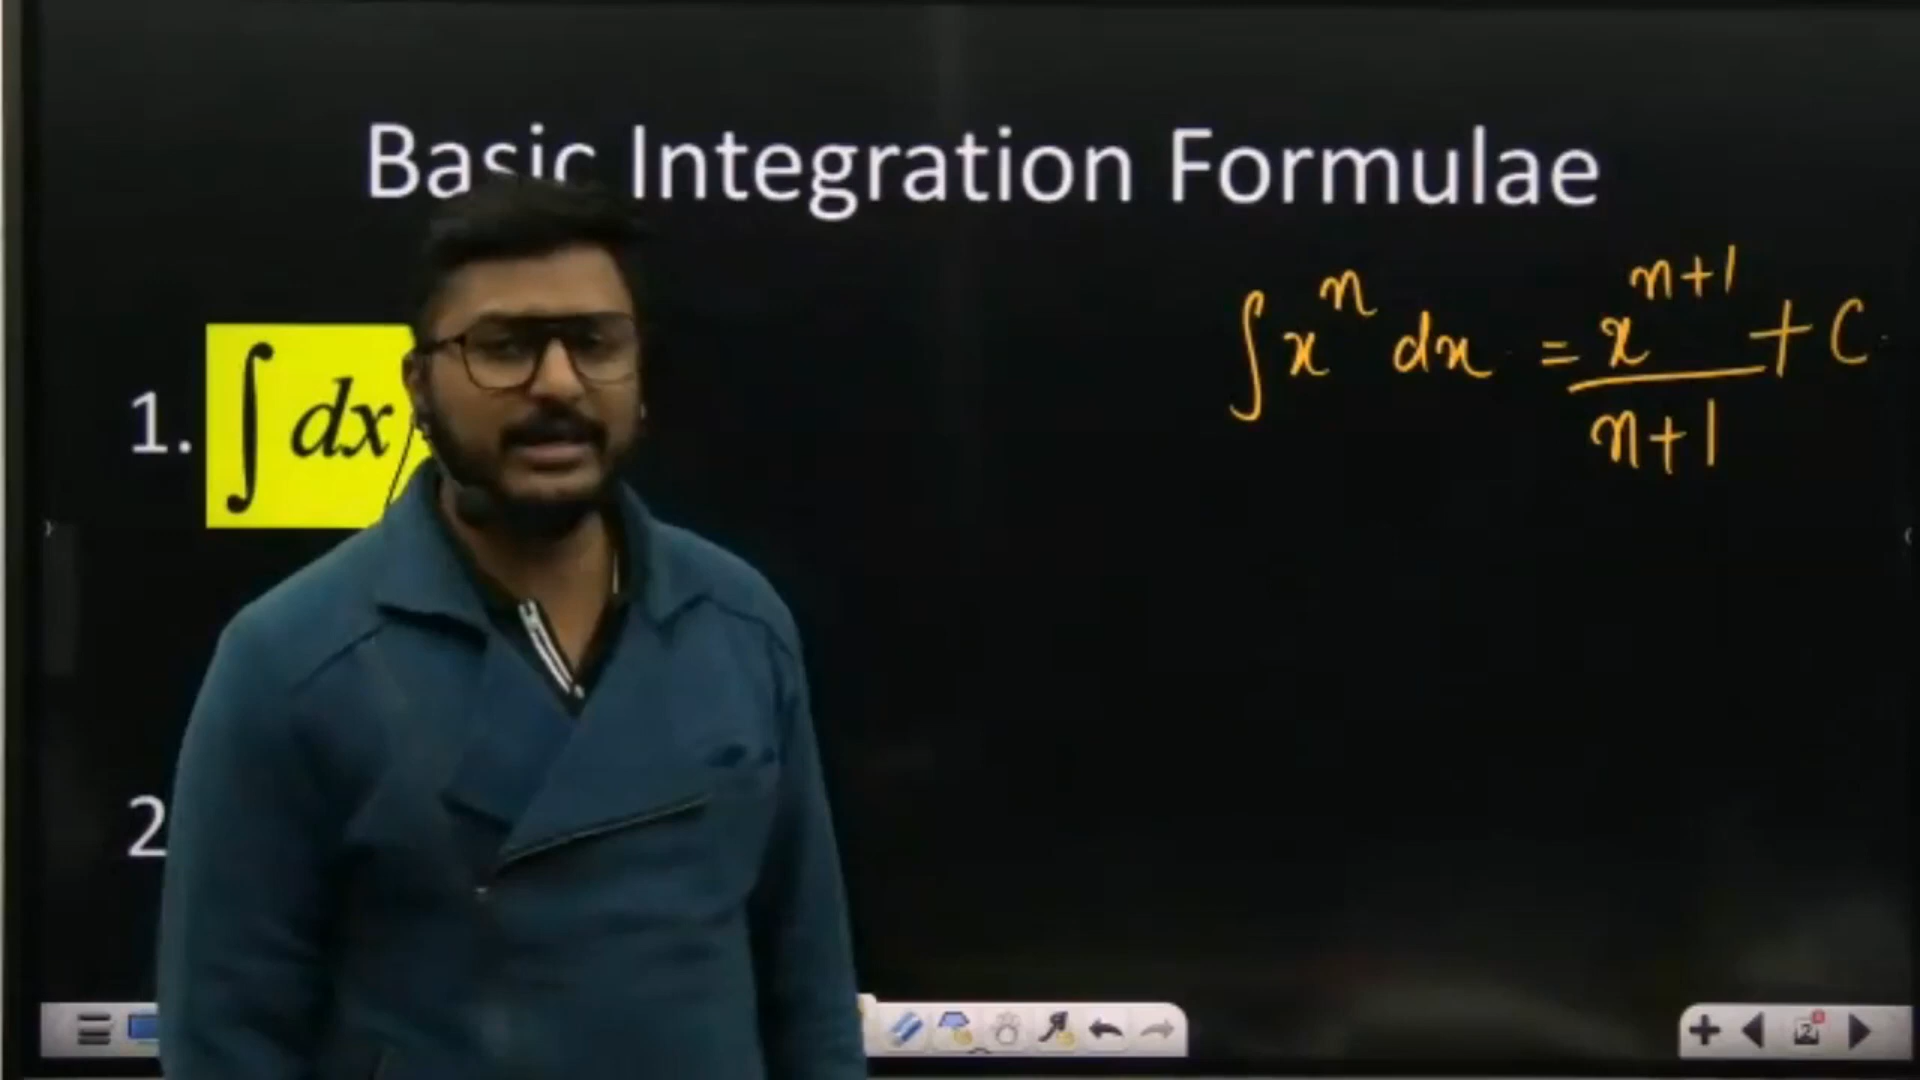 Basic Integration Formulae
∫xⁿ dx = xⁿ⁺¹/n+1 + C
1. ∫dx
2